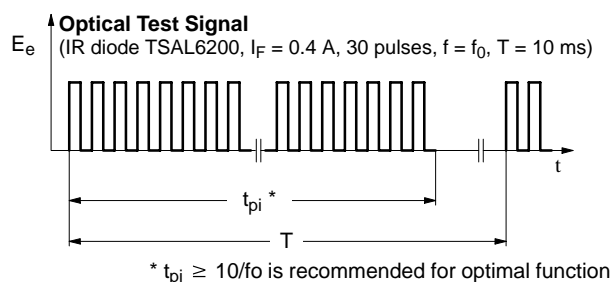 Optical Test Signal
Ee
(IR diode TSAL6200, IF = 0.4 A, 30 pulses, f = f0, T = 10 ms)
t
tpi *
T
* tpi ≥ 10/fo is recommended for optimal function